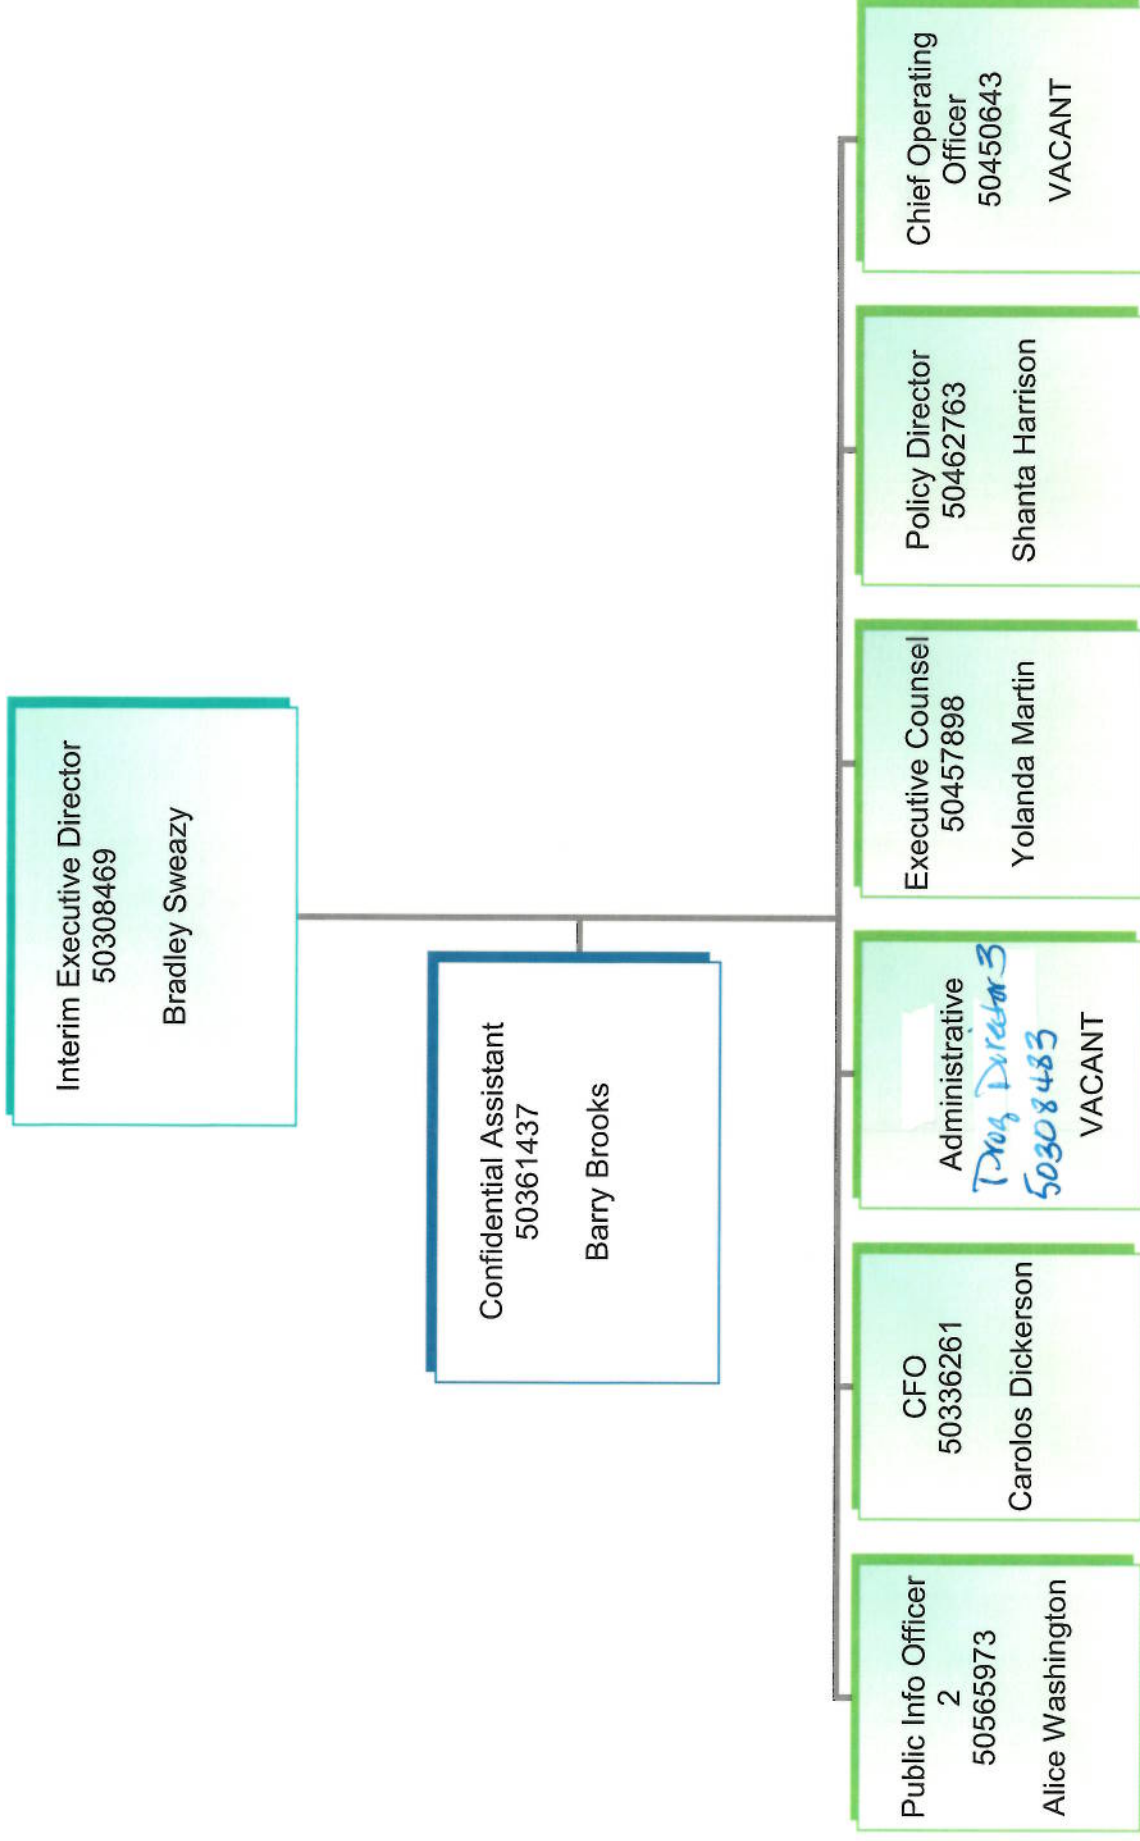 Interim Executive Director
50308469
Bradley Sweazy
Confidential Assistant
50361437
Barry Brooks
Public Info Officer
2
50565973
Alice Washington
CFO
50336261
Carolos Dickerson
Administrative
Prog Director 3
50308483
VACANT
Executive Counsel
50457898
Yolanda Martin
Policy Director
50462763
Shanta Harrison
Chief Operating
Officer
50450643
VACANT